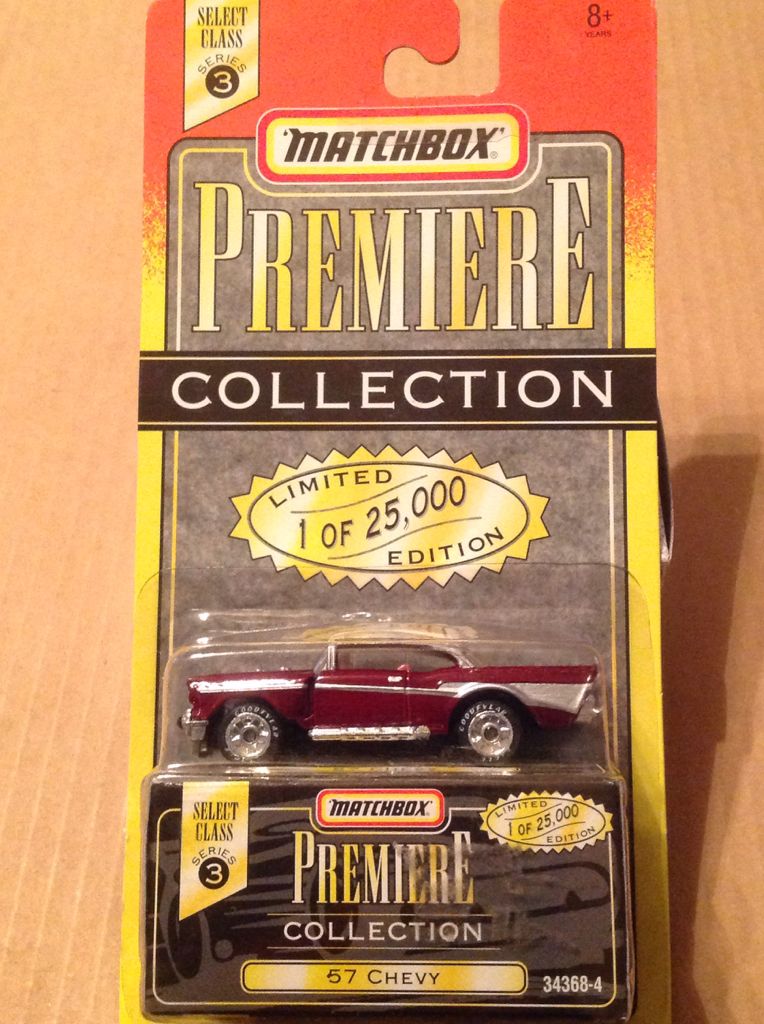 SELECT
CLASS
SERIES
3
8+
YEARS
MATCHBOX®
PREMIERE
COLLECTION
LIMITED
1 OF 25,000
EDITION
GOODYEAR
GOODYEAR
SELECT
CLASS
SERIES
3
MATCHBOX®
PREMIERE
COLLECTION
LIMITED
1 OF 25,000
EDITION
57 CHEVY
34368-4